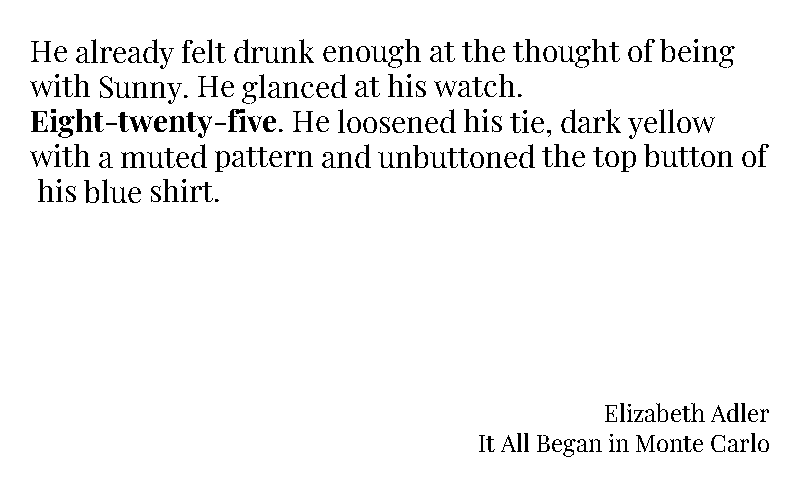 He already felt drunk enough at the thought of being
with Sunny. He glanced at his watch.
Eight-twenty-five. He loosened his tie, dark yellow
with a muted pattern and unbuttoned the top button of
his blue shirt.
Elizabeth Adler
It All Began in Monte Carlo